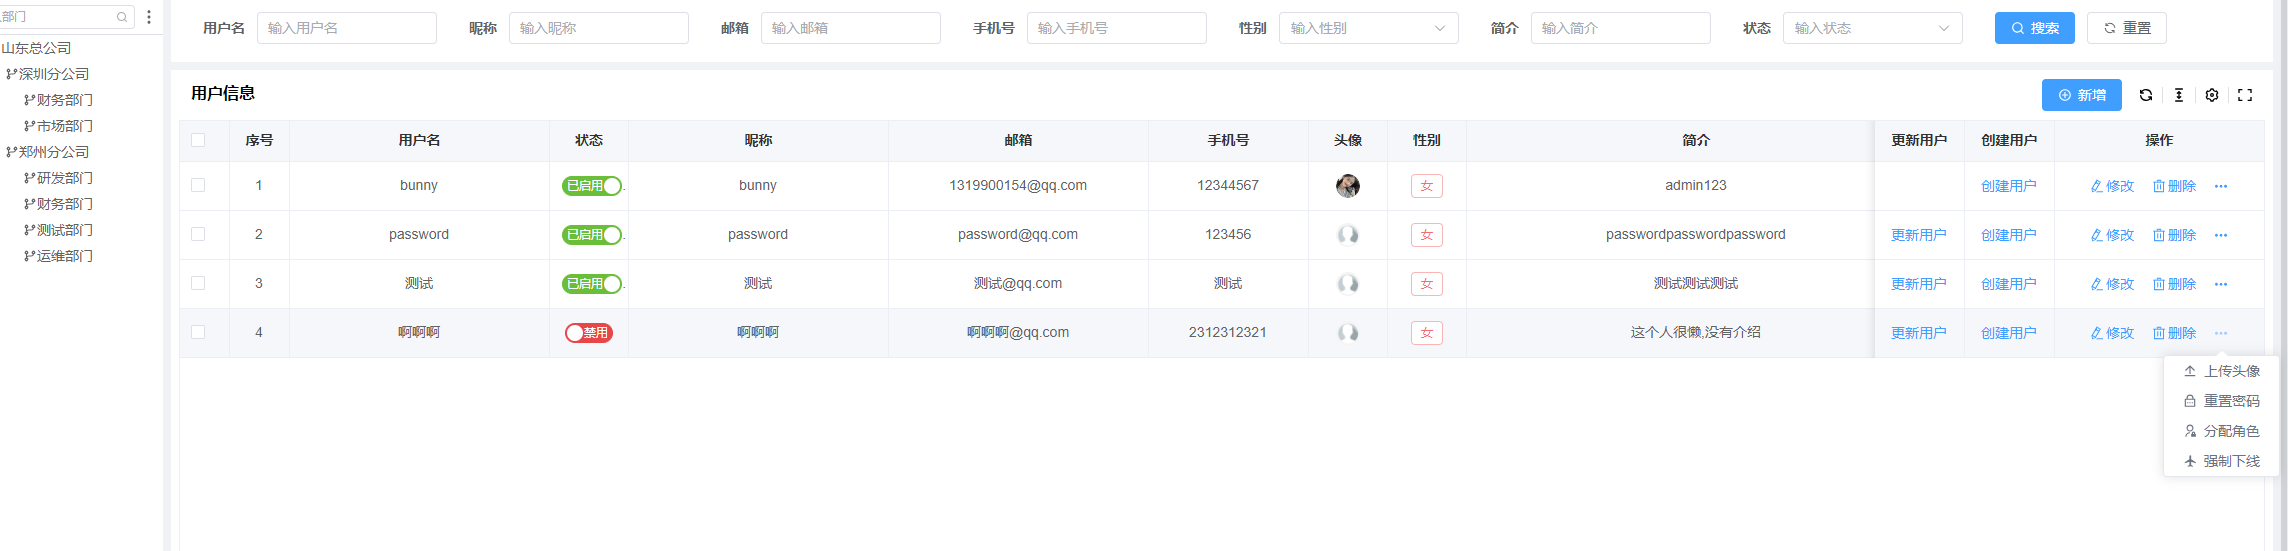 部门
山东总公司
深圳分公司
财务部门
市场部门
郑州分公司
研发部门
财务部门
测试部门
运维部门
用户名 输入用户名 昵称 输入昵称 邮箱 输入邮箱 手机号 输入手机号 性别 输入性别 简介 输入简介 状态 输入状态 搜索 重置
用户信息 新增
序号 用户名 状态 昵称 邮箱 手机号 头像 性别 简介 更新用户 创建用户 操作
1 bunny 已启用 bunny 1319900154@qq.com 12344567 女 admin123 创建用户 修改 删除
2 password 已启用 password password@qq.com 123456 女 passwordpasswordpassword 更新用户 创建用户 修改 删除
3 测试 已启用 测试 测试@qq.com 测试 女 测试测试测试 更新用户 创建用户 修改 删除
4 啊啊啊 禁用 啊啊啊 啊啊啊@qq.com 2312312321 女 这个人很懒,没有介绍 更新用户 创建用户 修改 删除
上传头像
重置密码
分配角色
强制下线